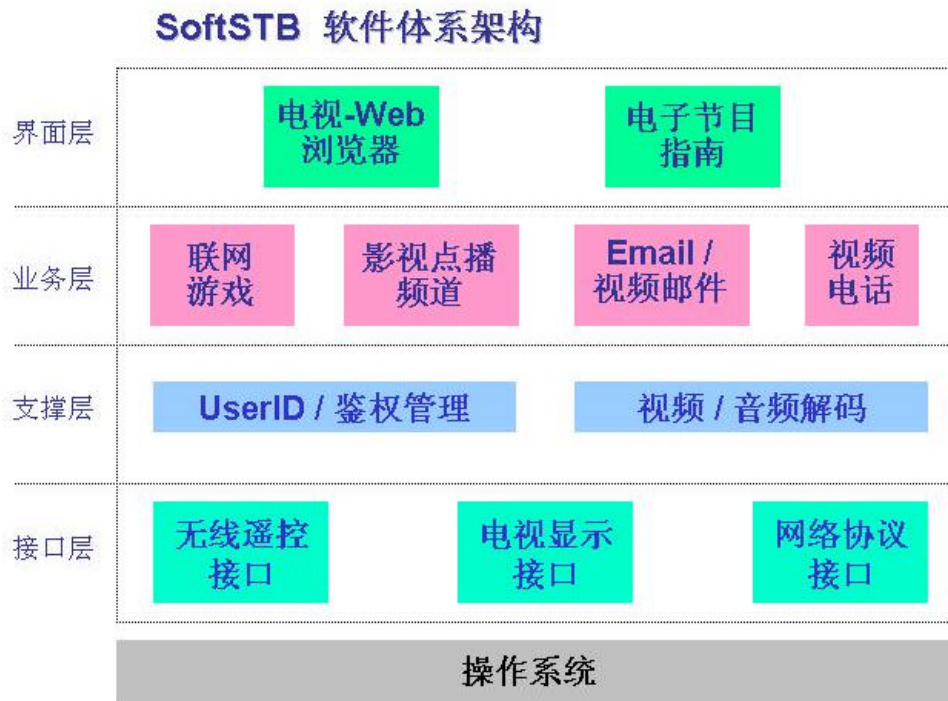 SoftSTB 软件体系架构
界面层
电视-Web
浏览器
电子节目
指南
业务层
联网
游戏
影视点播
频道
Email /
视频邮件
视频
电话
支撑层
UserID / 鉴权管理
视频 / 音频解码
接口层
无线遥控
接口
电视显示
接口
网络协议
接口
操作系统